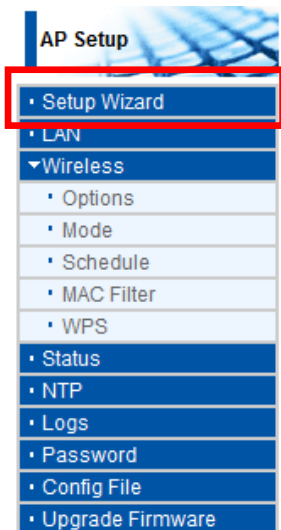 AP Setup
Setup Wizard
LAN
Wireless
Options
Mode
Schedule
MAC Filter
WPS
Status
NTP
Logs
Password
Config File
Upgrade Firmware